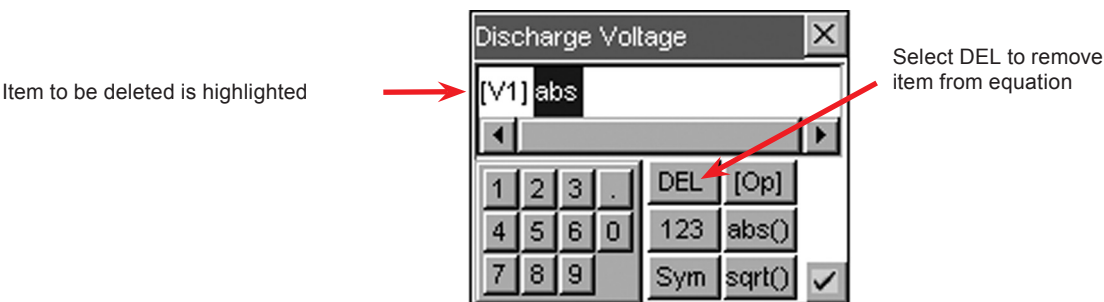 Discharge Voltage
Select DEL to remove
item from equation
Item to be deleted is highlighted
[V1] abs
1 2 3 . DEL [Op]
4 5 6 0 123 abs()
7 8 9 Sym sqrt()